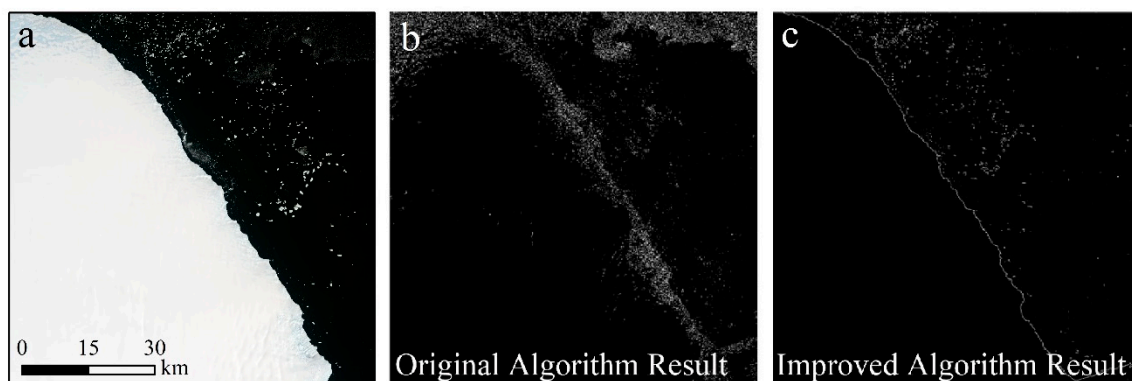 a
b
c
0 15 30
km
Original Algorithm Result
Improved Algorithm Result